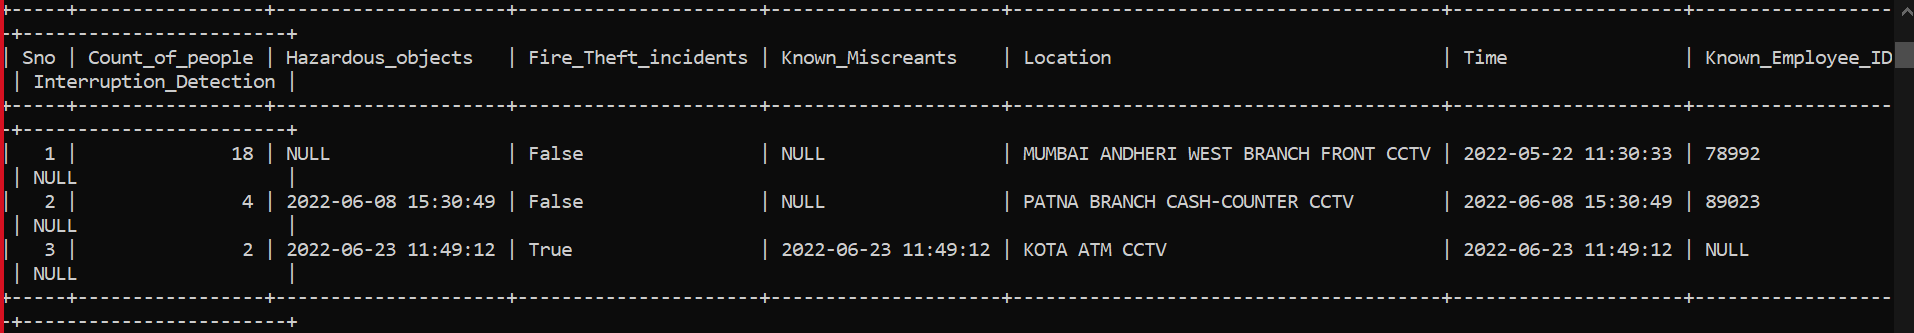 +-----+-----------------+---------------------+----------------------+---------------------+---------------------------------------+---------------------+------------------
-+------------------------+
| Sno | Count_of_people | Hazardous_objects   | Fire_Theft_incidents | Known_Miscreants    | Location                              | Time                | Known_Employee_ID
 | Interruption_Detection |
+-----+-----------------+---------------------+----------------------+---------------------+---------------------------------------+---------------------+------------------
-+------------------------+
|   1 |              18 | NULL                | False                | NULL                | MUMBAI ANDHERI WEST BRANCH FRONT CCTV | 2022-05-22 11:30:33 | 78992
 | NULL                   |
|   2 |               4 | 2022-06-08 15:30:49 | False                | NULL                | PATNA BRANCH CASH-COUNTER CCTV        | 2022-06-08 15:30:49 | 89023
 | NULL                   |
|   3 |               2 | 2022-06-23 11:49:12 | True                 | 2022-06-23 11:49:12 | KOTA ATM CCTV                         | 2022-06-23 11:49:12 | NULL
 | NULL                   |
+-----+-----------------+---------------------+----------------------+---------------------+---------------------------------------+---------------------+------------------
-+------------------------+